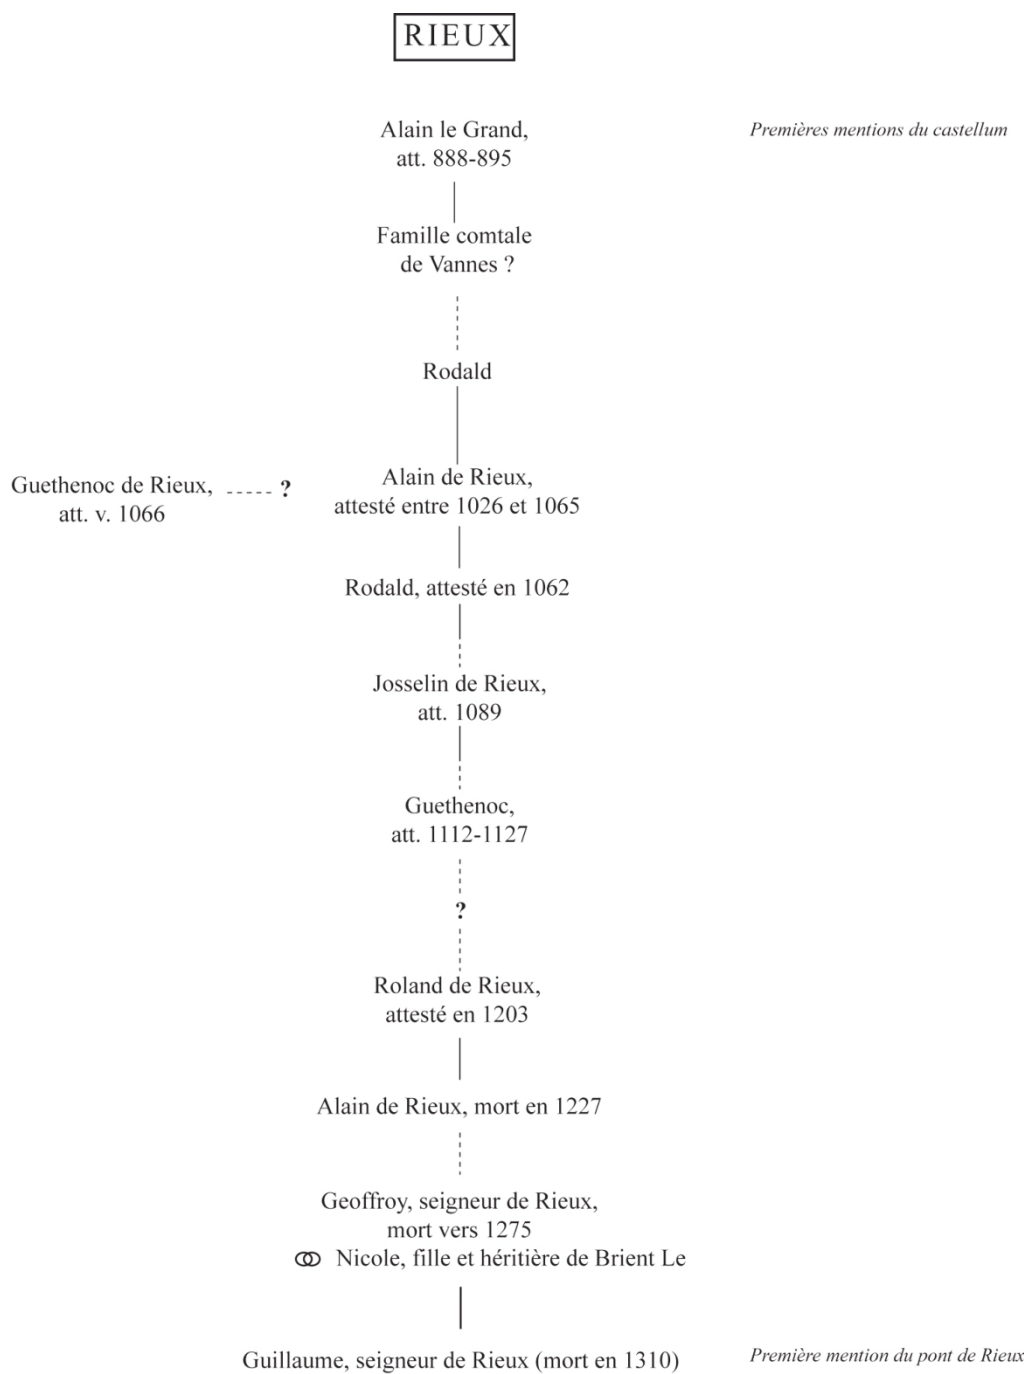 RIEUX
Alain le Grand,
att. 888-895
Premières mentions du castellum
Famille comtale
de Vannes ?
Rodald
Guethenoc de Rieux,
att. v. 1066
?
Alain de Rieux,
attesté entre 1026 et 1065
Rodald, attesté en 1062
Josselin de Rieux,
att. 1089
Guethenoc,
att. 1112-1127
?
Roland de Rieux,
attesté en 1203
Alain de Rieux, mort en 1227
Geoffroy, seigneur de Rieux,
mort vers 1275
Nicole, fille et héritière de Brient Le
Guillaume, seigneur de Rieux (mort en 1310)
Première mention du pont de Rieux